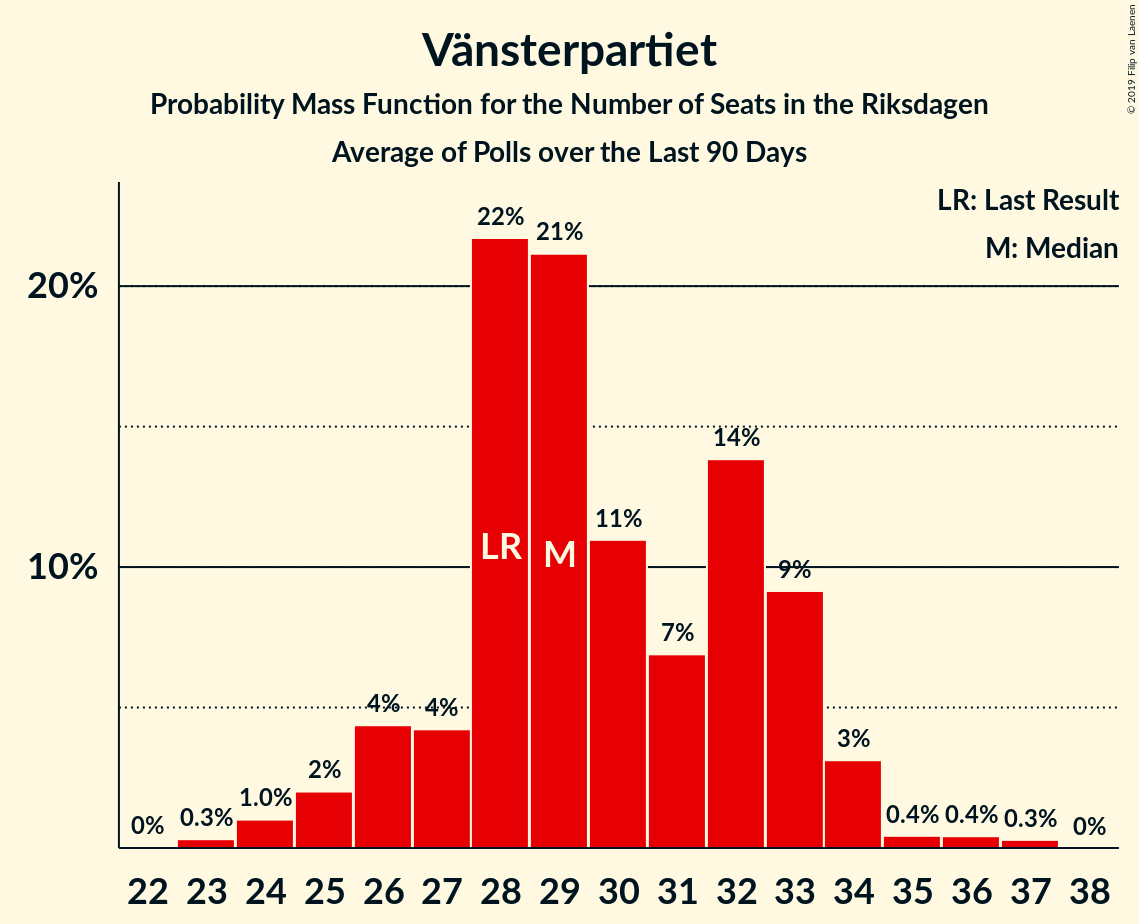 Vänsterpartiet
Probability Mass Function for the Number of Seats in the Riksdagen
Average of Polls over the Last 90 Days
© 2019 Filip van Laenen
LR: Last Result
M: Median
20%
10%
0%
0.3%
1.0%
2%
4%
4%
22%
21%
11%
7%
14%
9%
3%
0.4%
0.4%
0.3%
0%
LR
M
22 23 24 25 26 27 28 29 30 31 32 33 34 35 36 37 38